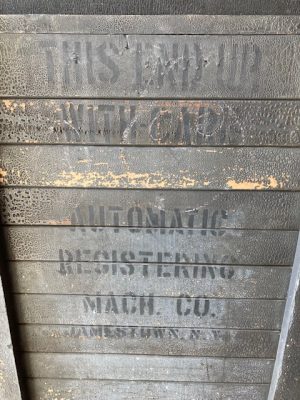 THIS END UP
WITH CARE
AUTOMATIC
REGISTERING
MACH. CO.
JAMESTOWN, N.Y.